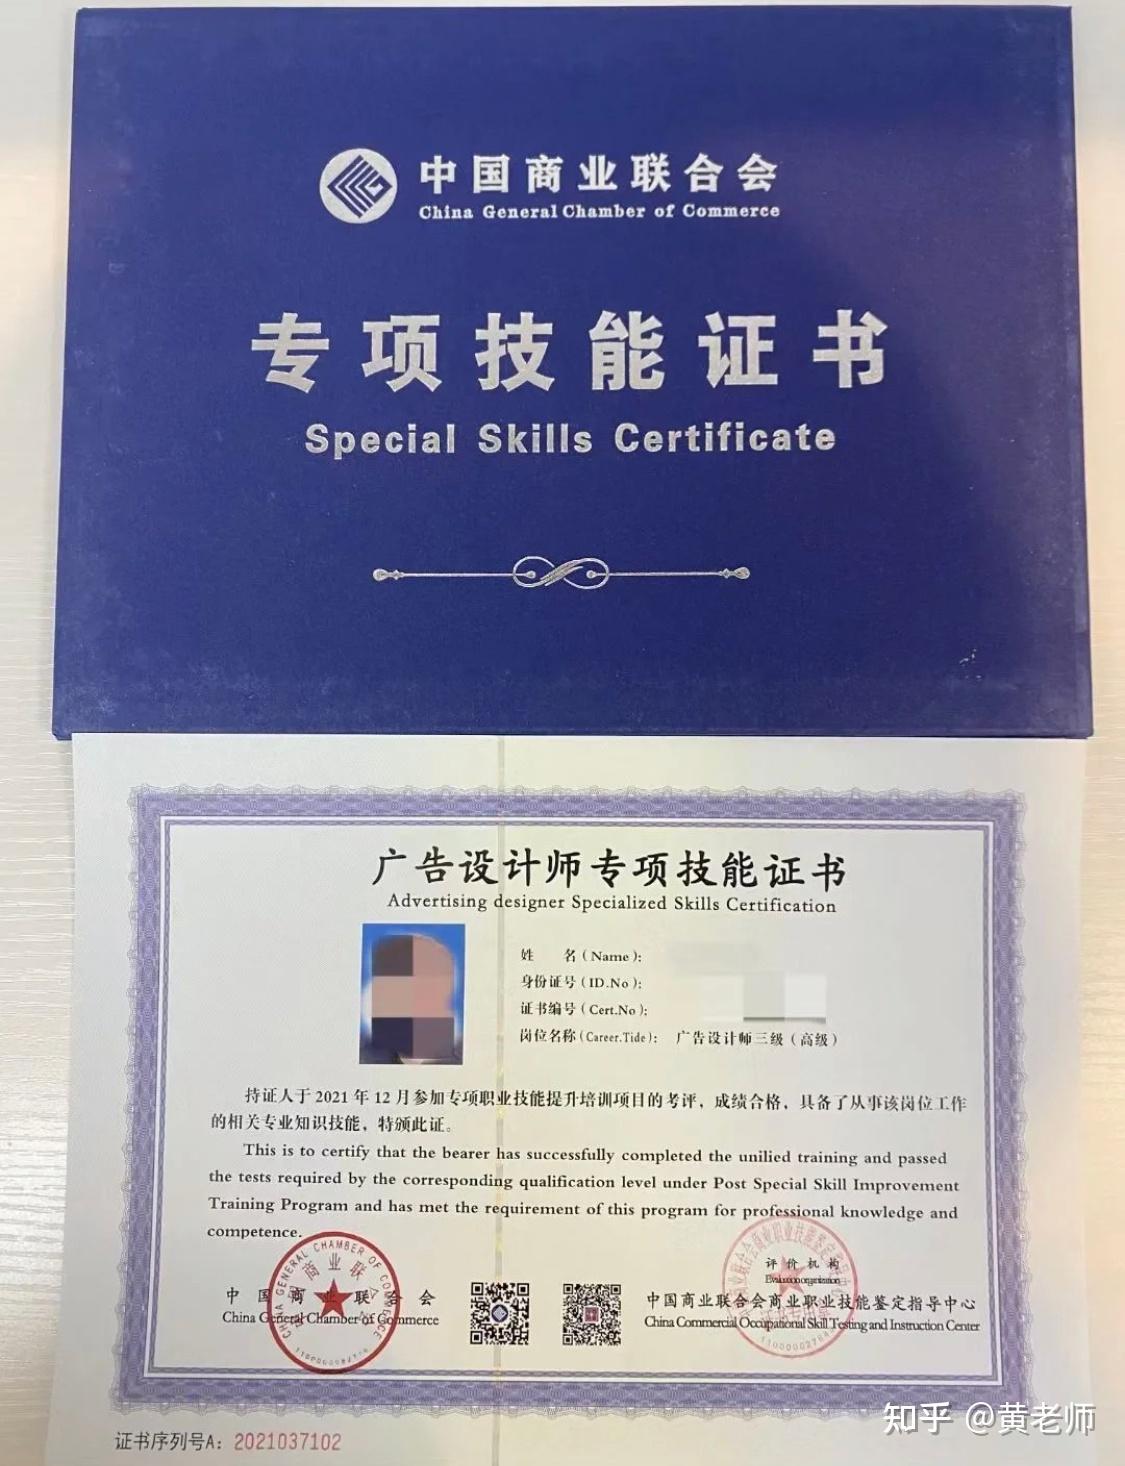 中国商业联合会
China General Chamber of Commerce
专项技能证书
Special Skills Certificate
广告设计师专项技能证书
Advertising designer Specialized Skills Certification
姓 名（Name）：
身份证号（ID.No）：
证书编号（Cert.No）：
岗位名称（Career.Tide）： 广告设计师三级（高级）
持证人于2021年12月参加专项职业技能提升培训项目的考评，成绩合格，具备了从事该岗位工作
的相关专业知识技能，特颁此证。
This is to certify that the bearer has successfully completed the unilied training and passed
the tests required by the corresponding qualification level under Post Special Skill Improvement
Training Program and has met the requirement of this program for professional knowledge and
competence.
中国商业联合会
China General Chamber of Commerce
CHINA GENERAL CHAMBER OF COMMERCE
评价机构
Evaluation organization
中国商业联合会商业职业技能鉴定指导中心
China Commercial Occupational Skill Testing and Instruction Center
证书序列号A：2021037102
知乎 @黄老师